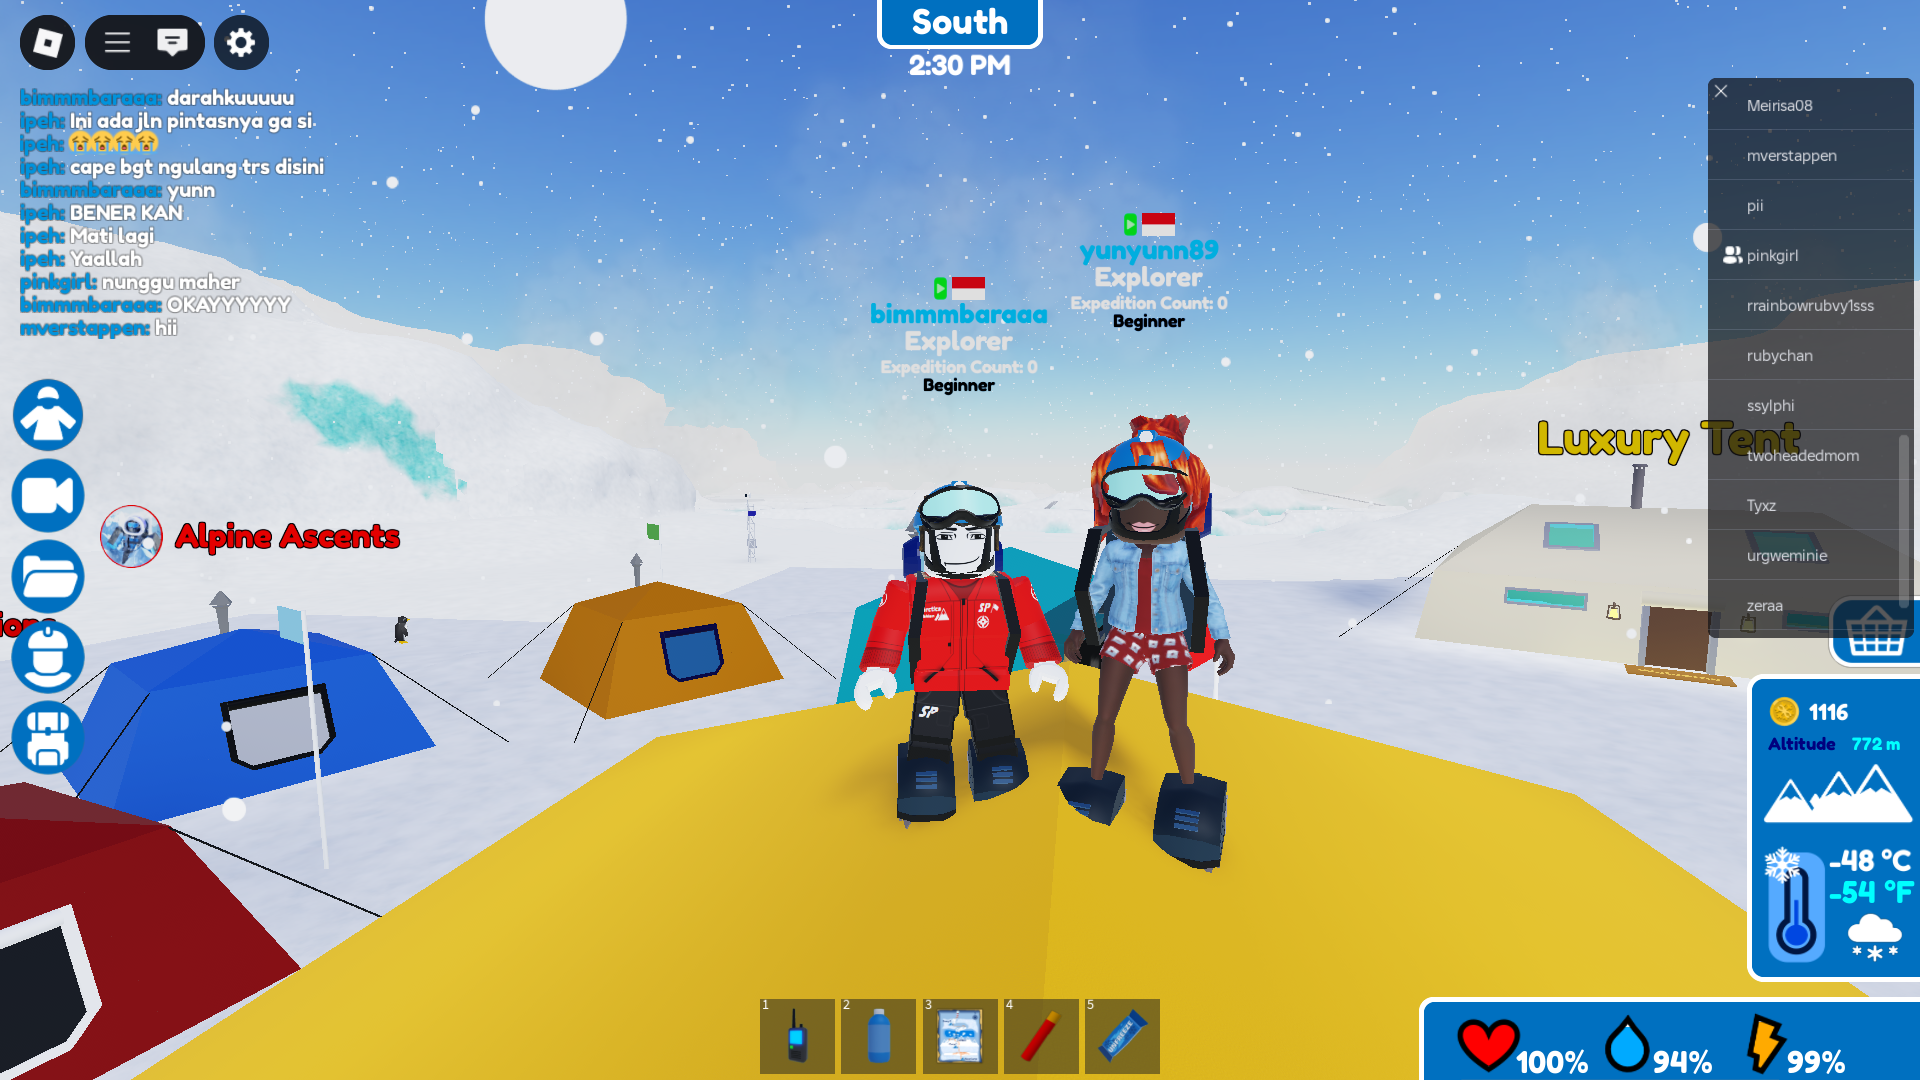 South
2:30 PM
bimmmbaraaa: darahkuuuuu
ipeh: Ini ada jln pintasnya ga si
ipeh: 😭😭😭😭
ipeh: cape bgt ngulang trs disini
bimmmbaraaa: yunn
ipeh: BENER KAN
ipeh: Mati lagi
ipeh: Yaallah
pinkgirl: nunggu maher
bimmmbaraaa: OKAYYYYYY
mverstappen: hii
yunyunn89
Explorer
Expedition Count: 0
Beginner
bimmmbaraaa
Explorer
Expedition Count: 0
Beginner
Meirisa08
mverstappen
pii
pinkgirl
rrainbowrubvy1sss
rubychan
ssylphi
twoheadedmom
Tyxz
urgweminie
zeraa
Luxury Tent
Alpine Ascents
SP
SP
1116
Altitude 772 m
-48 °C
-54 °F
1
2
3
4
5
100%
94%
99%